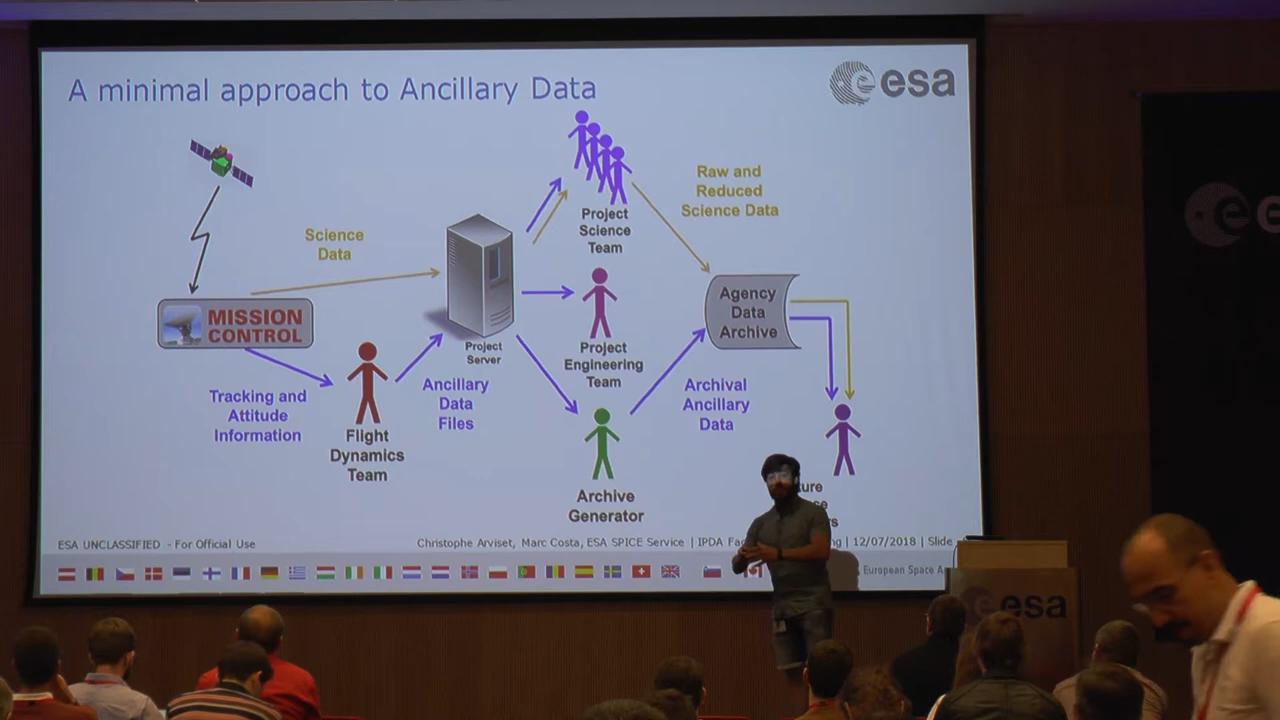 A minimal approach to Ancillary Data
esa
Raw and
Reduced
Science Data
Project
Science
Team
Science
Data
MISSION
CONTROL
Project
Server
Project
Engineering
Team
Agency
Data
Archive
Tracking and
Attitude
Information
Ancillary
Data
Files
Archival
Ancillary
Data
Flight
Dynamics
Team
Archive
Generator
ESA UNCLASSIFIED - For Official Use
Christophe Arviset, Marc Costa, ESA SPICE Service | IPDA | 12/07/2018 | Slide
European Space
esa